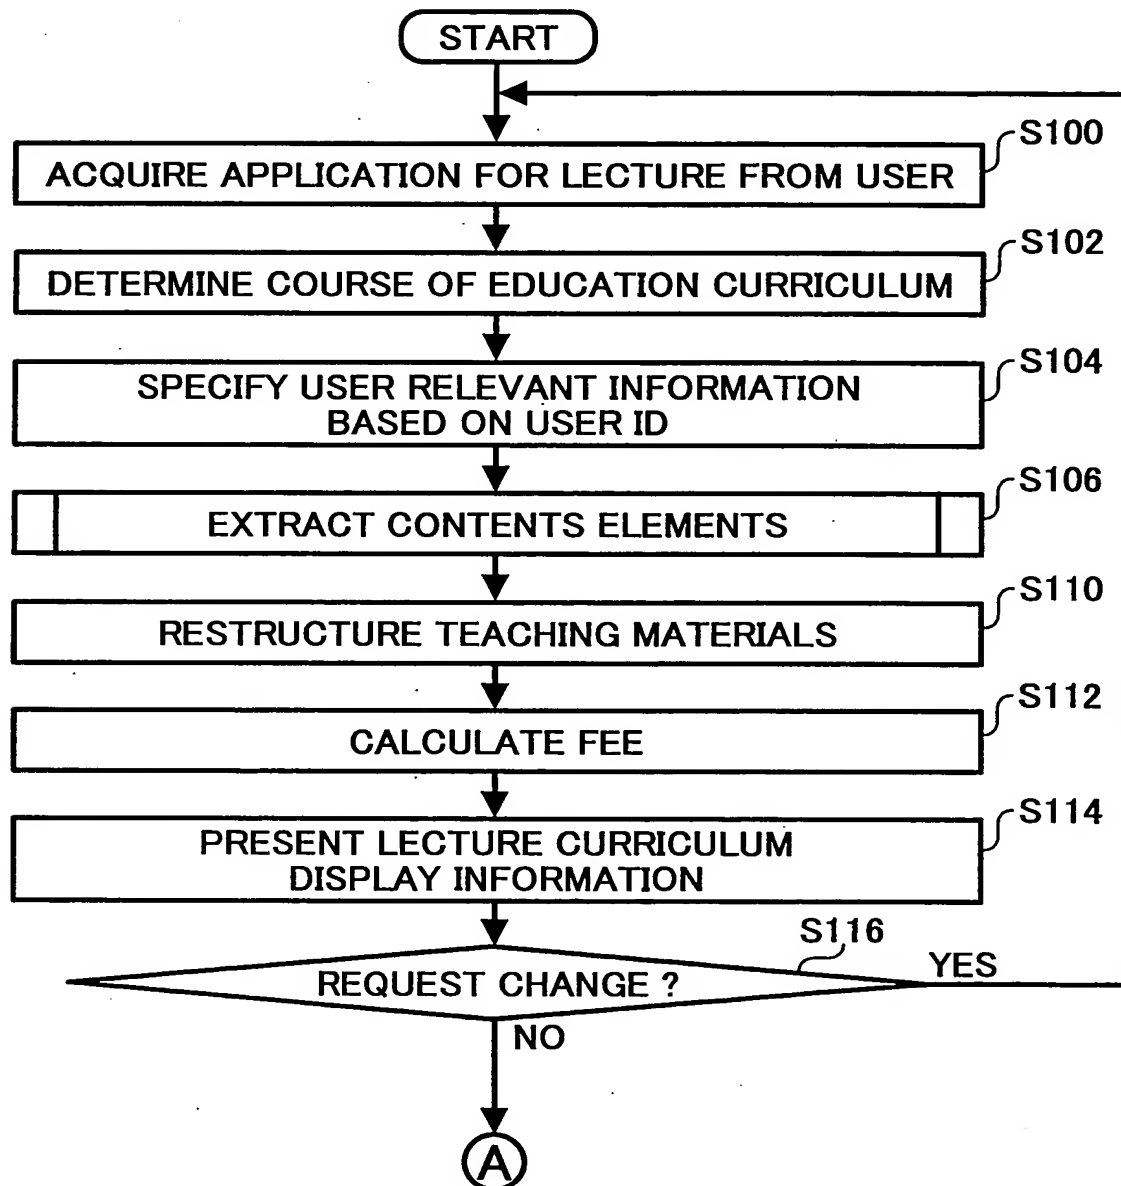 START
S100
ACQUIRE APPLICATION FOR LECTURE FROM USER
S102
DETERMINE COURSE OF EDUCATION CURRICULUM
S104
SPECIFY USER RELEVANT INFORMATION
BASED ON USER ID
S106
EXTRACT CONTENTS ELEMENTS
S110
RESTRUCTURE TEACHING MATERIALS
S112
CALCULATE FEE
S114
PRESENT LECTURE CURRICULUM
DISPLAY INFORMATION
S116
REQUEST CHANGE ?
YES
NO
A